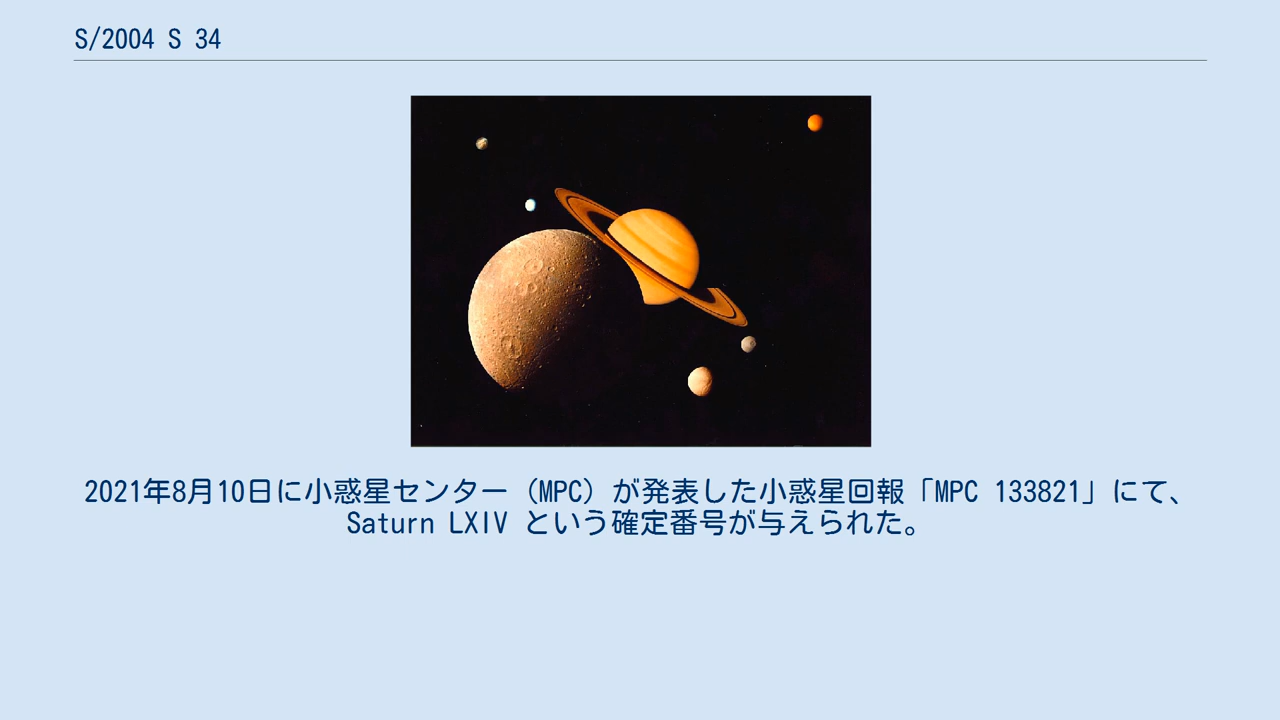 S/2004 S 34
2021年8月10日に小惑星センター（MPC）が発表した小惑星回報「MPC 133821」にて、
Saturn LXIV という確定番号が与えられた。